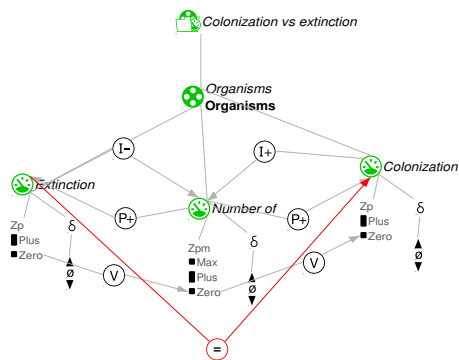 Colonization vs extinction
Organisms
Organisms
I−
I+
Extinction
Colonization
P+
Number of
P+
Zp
Plus
Zero
δ
ø
Zpm
Max
Plus
Zero
δ
ø
Zp
Plus
Zero
δ
ø
V
V
=